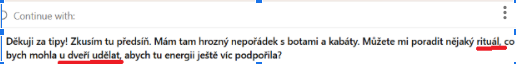 Continue with:
Děkuji za tipy! Zkusím tu předsíň. Mám tam hrozný nepořádek s botami a kabáty. Můžete mi poradit nějaký rituál, co
bych mohla u dveří udělat, abych tu energii ještě víc podpořila?